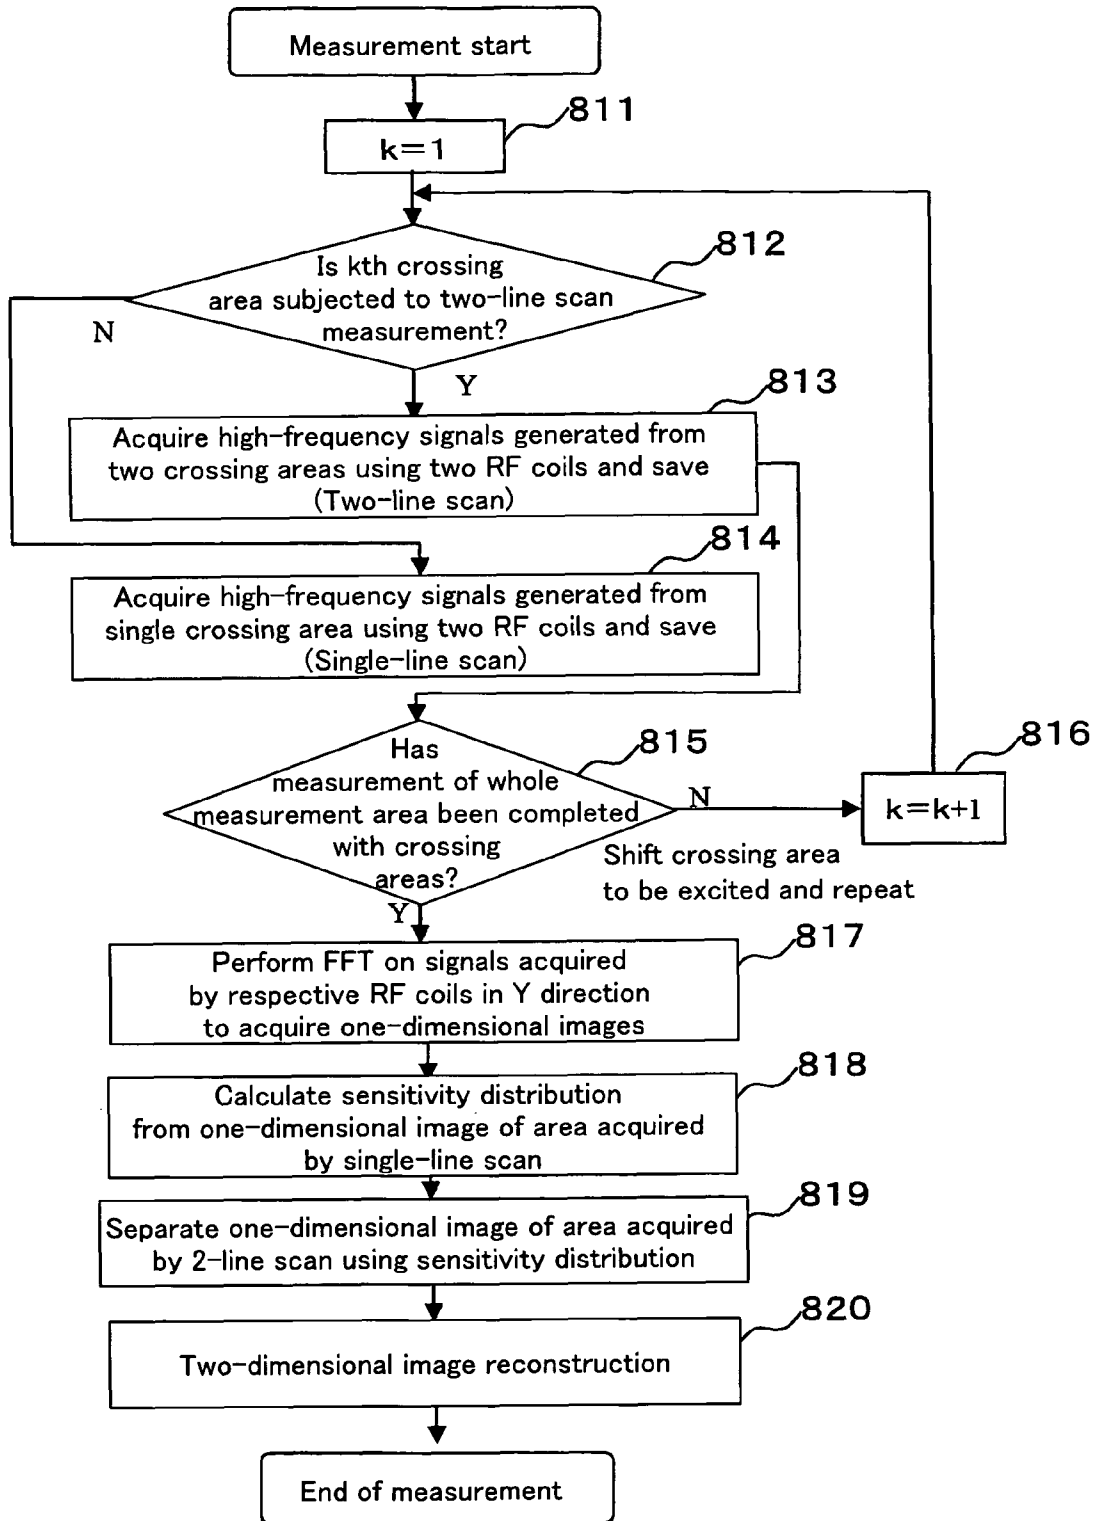 Measurement start
811
k=1
812
Is kth crossing
area subjected to two-line scan
measurement?
N
Y
813
Acquire high-frequency signals generated from
two crossing areas using two RF coils and save
(Two-line scan)
814
Acquire high-frequency signals generated from
single crossing area using two RF coils and save
(Single-line scan)
815
Has
measurement of whole
measurement area been completed
with crossing
areas?
N
816
k=k+1
Shift crossing area
to be excited and repeat
Y
817
Perform FFT on signals acquired
by respective RF coils in Y direction
to acquire one-dimensional images
818
Calculate sensitivity distribution
from one-dimensional image of area acquired
by single-line scan
819
Separate one-dimensional image of area acquired
by 2-line scan using sensitivity distribution
820
Two-dimensional image reconstruction
End of measurement